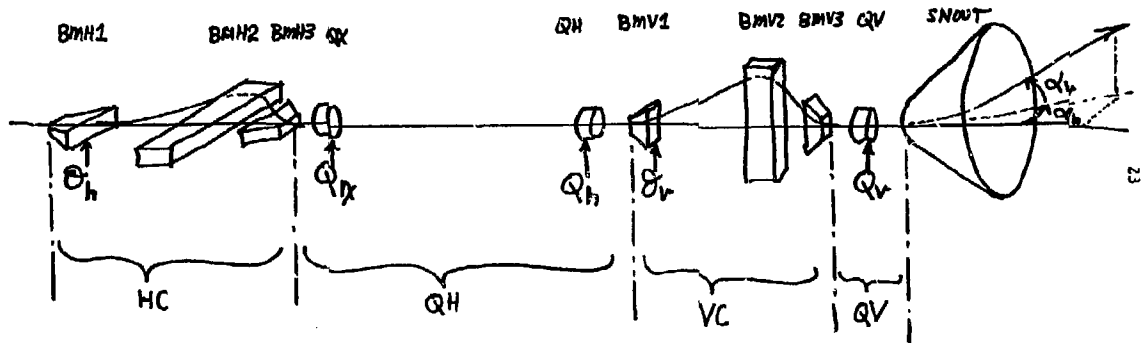 BMH1 BMH2 BMH3 QX QH BMV1 BMV2 BMV3 QV SNOUT
αv
αh
θh Qx Qh θv Qv
23
HC QH VC QV